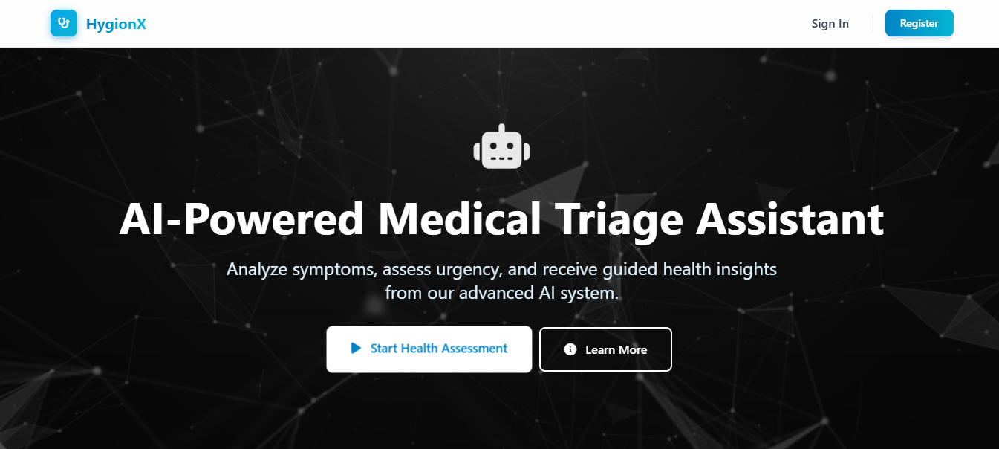 HygionX
Sign In
Register
AI-Powered Medical Triage Assistant
Analyze symptoms, assess urgency, and receive guided health insights
from our advanced AI system.
Start Health Assessment
Learn More